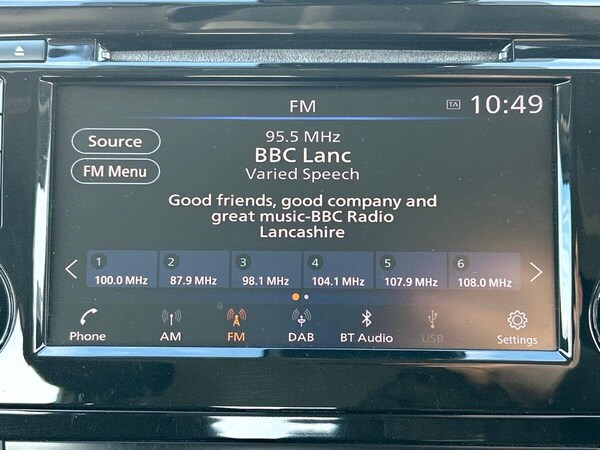 FM
TA 10:49
Source
FM Menu
95.5 MHz
BBC Lanc
Varied Speech
Good friends, good company and
great music-BBC Radio
Lancashire
1 2 3 4 5 6
100.0 MHz 87.9 MHz 98.1 MHz 104.1 MHz 107.9 MHz 108.0 MHz
Phone AM FM DAB BT Audio USB Settings